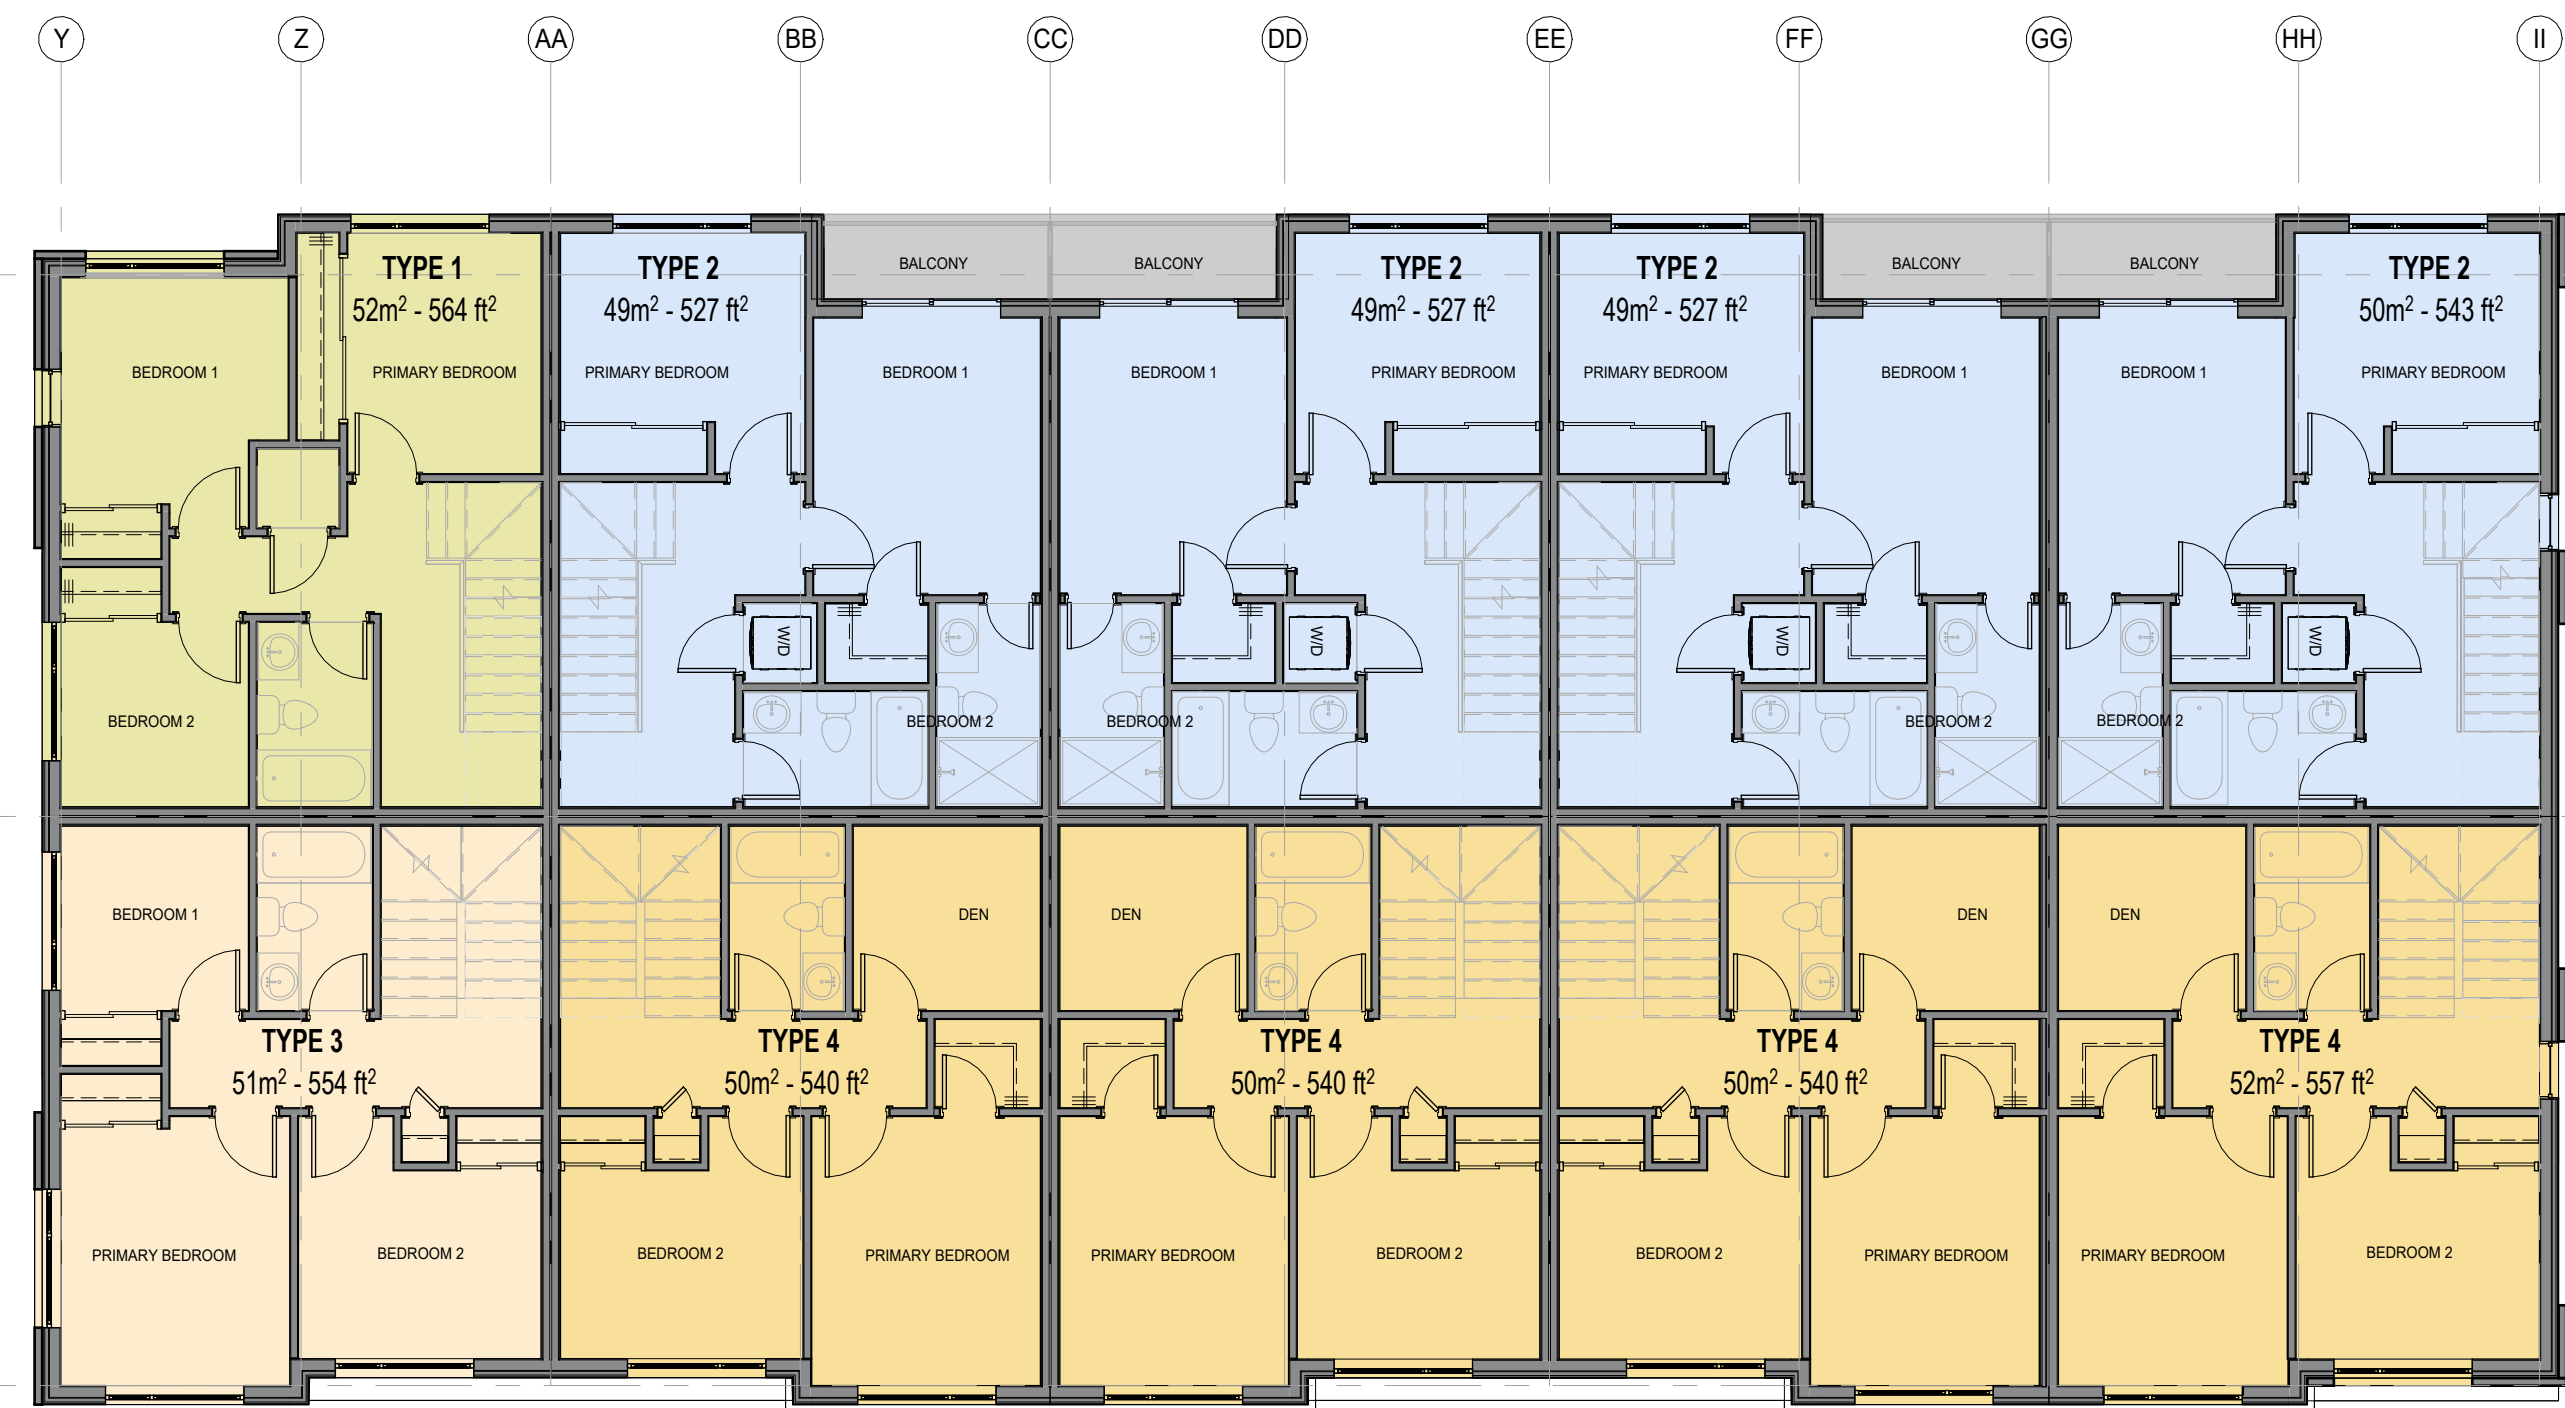 Y Z AA BB CC DD EE FF GG HH II
BALCONY BALCONY BALCONY BALCONY
TYPE 1
52m² - 564 ft²
BEDROOM 1
PRIMARY BEDROOM
BEDROOM 2
TYPE 2
49m² - 527 ft²
PRIMARY BEDROOM
BEDROOM 1
W/D
BEDROOM 2
TYPE 2
49m² - 527 ft²
BEDROOM 1
PRIMARY BEDROOM
W/D
BEDROOM 2
TYPE 2
49m² - 527 ft²
PRIMARY BEDROOM
BEDROOM 1
W/D
BEDROOM 2
TYPE 2
50m² - 543 ft²
BEDROOM 1
PRIMARY BEDROOM
W/D
BEDROOM 2
BEDROOM 1
TYPE 3
51m² - 554 ft²
PRIMARY BEDROOM
BEDROOM 2
DEN
TYPE 4
50m² - 540 ft²
BEDROOM 2
PRIMARY BEDROOM
DEN
TYPE 4
50m² - 540 ft²
PRIMARY BEDROOM
BEDROOM 2
DEN
TYPE 4
50m² - 540 ft²
BEDROOM 2
PRIMARY BEDROOM
DEN
TYPE 4
52m² - 557 ft²
PRIMARY BEDROOM
BEDROOM 2